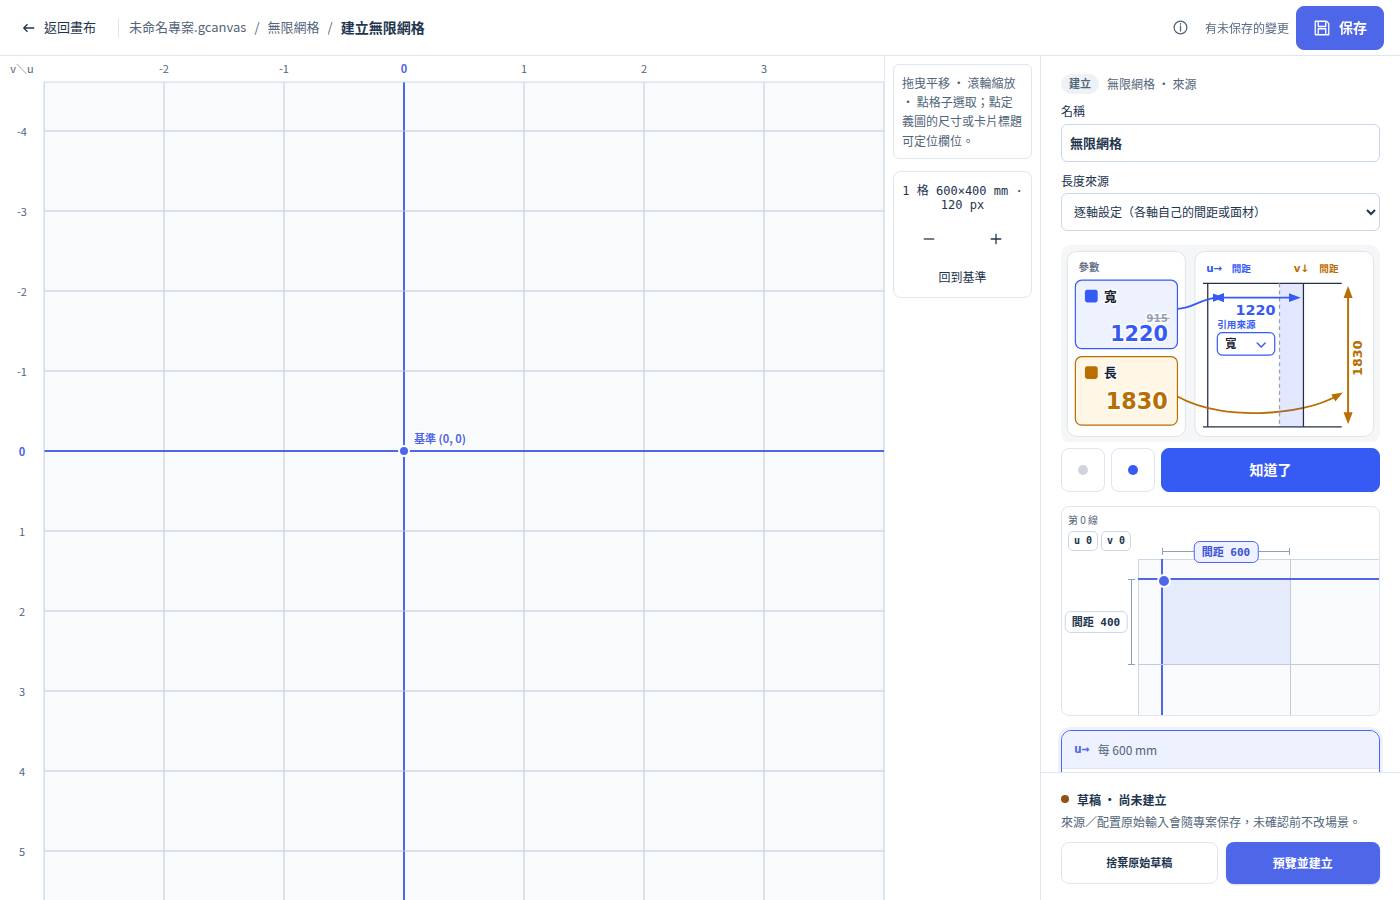 返回畫布
未命名專案.gcanvas / 無限網格 / 建立無限網格
有未保存的變更
保存
v＼u
-2 -1 0 1 2 3
-4
-3
-2
-1
0
1
2
3
4
5
基準 (0, 0)
拖曳平移 · 滾輪縮放
· 點格子選取；點定
義圖的尺寸或卡片標題
可定位欄位。
1 格 600×400 mm ·
120 px
− +
回到基準
建立 無限網格 · 來源
名稱
無限網格
長度來源
逐軸設定（各軸自己的間距或面材）
參數
寬
915
1220
長
1830
u→ 間距 v↓ 間距
1220
引用來源
寬
1830
知道了
第 0 線
u 0 v 0
間距 600
間距 400
u→ 每 600 mm
草稿 · 尚未建立
來源／配置原始輸入會隨專案保存，未確認前不改場景。
捨棄原始草稿
預覽並建立